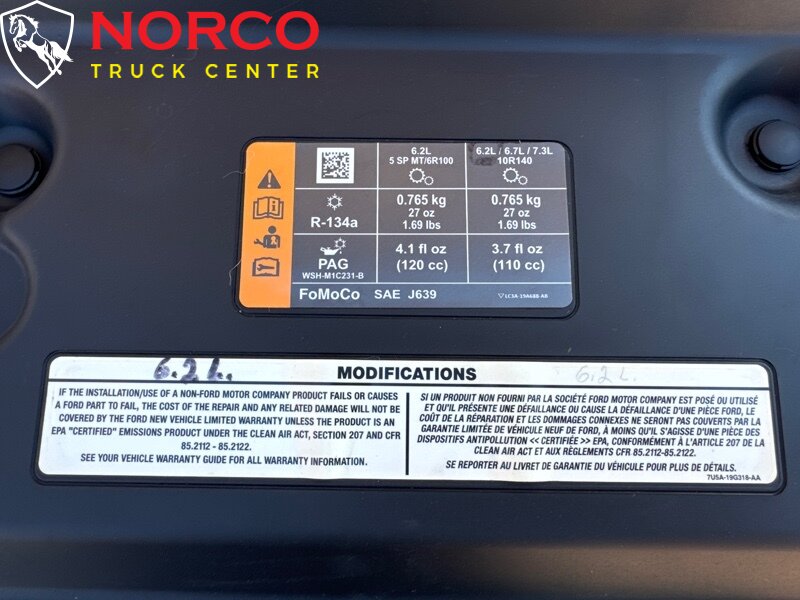 NORCO
TRUCK CENTER
6.2L
5 SP MT/6R100
6.2L / 6.7L / 7.3L
10R140
R-134a
0.765 kg
27 oz
1.69 lbs
0.765 kg
27 oz
1.69 lbs
PAG
WSH-M1C231-B
4.1 fl oz
(120 cc)
3.7 fl oz
(110 cc)
FoMoCo SAE J639
LC3A-19A688-AB
6.2L.
MODIFICATIONS
6.2L.
IF THE INSTALLATION/USE OF A NON-FORD MOTOR COMPANY PRODUCT FAILS OR CAUSES
A FORD PART TO FAIL, THE COST OF THE REPAIR AND ANY RELATED DAMAGE WILL NOT BE
COVERED BY THE FORD NEW VEHICLE LIMITED WARRANTY UNLESS THE PRODUCT IS AN
EPA "CERTIFIED" EMISSIONS PRODUCT UNDER THE CLEAN AIR ACT, SECTION 207 AND CFR
85.2112 - 85.2122.
SEE YOUR VEHICLE WARRANTY GUIDE FOR ALL WARRANTY INFORMATION.
SI UN PRODUIT NON FOURNI PAR LA SOCIÉTÉ FORD MOTOR COMPANY EST POSÉ OU UTILISÉ
ET QU'IL PRÉSENTE UNE DÉFAILLANCE OU CAUSE LA DÉFAILLANCE D'UNE PIÈCE FORD, LE
COÛT DE LA RÉPARATION ET LES DOMMAGES CONNEXES NE SERONT PAS COUVERTS PAR LA
GARANTIE LIMITÉE DE VÉHICULE NEUF DE FORD, À MOINS QU'IL S'AGISSE D'UNE PIÈCE DES
DISPOSITIFS ANTIPOLLUTION << CERTIFIÉE >> EPA, CONFORMÉMENT À L'ARTICLE 207 DE LA
CLEAN AIR ACT ET AUX RÈGLEMENTS CFR 85.2112-85.2122.
SE REPORTER AU LIVRET DE GARANTIE DU VÉHICULE POUR PLUS DE DÉTAILS.
7U5A-19G318-AA